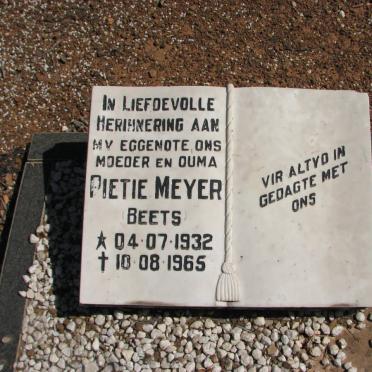 IN LIEFDEVOLLE
HERINNERING AAN
MY EGGENOTE, ONS
MOEDER EN OUMA
PIETIE MEYER
BEETS
★ 04·07·1932
† 10·08·1965
VIR ALTYD IN
GEDAGTE MET
ONS